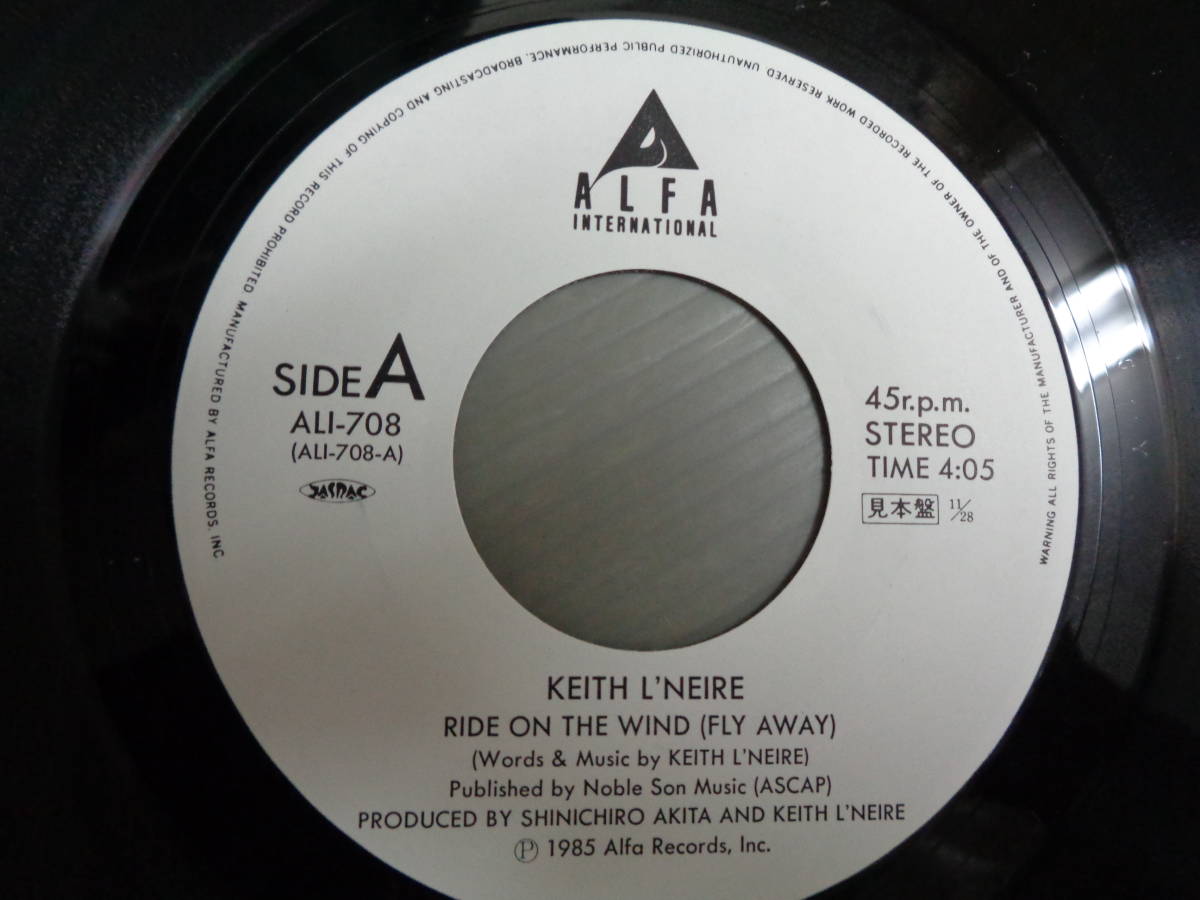 WARNING ALL RIGHTS OF THE MANUFACTURER AND OF THE OWNER OF THE RECORDED WORK RESERVED UNAUTHORIZED PUBLIC PERFORMANCE. BROADCASTING AND COPYING OF THIS RECORD PROHIBITED MANUFACTURED BY ALFA RECORDS, INC.
ALFA
INTERNATIONAL
SIDE A
ALI-708
(ALI-708-A)
JASRAC
45r.p.m.
STEREO
TIME 4:05
見本盤 11/28
KEITH L'NEIRE
RIDE ON THE WIND (FLY AWAY)
(Words & Music by KEITH L'NEIRE)
Published by Noble Son Music (ASCAP)
PRODUCED BY SHINICHIRO AKITA AND KEITH L'NEIRE
Ⓟ 1985 Alfa Records, Inc.